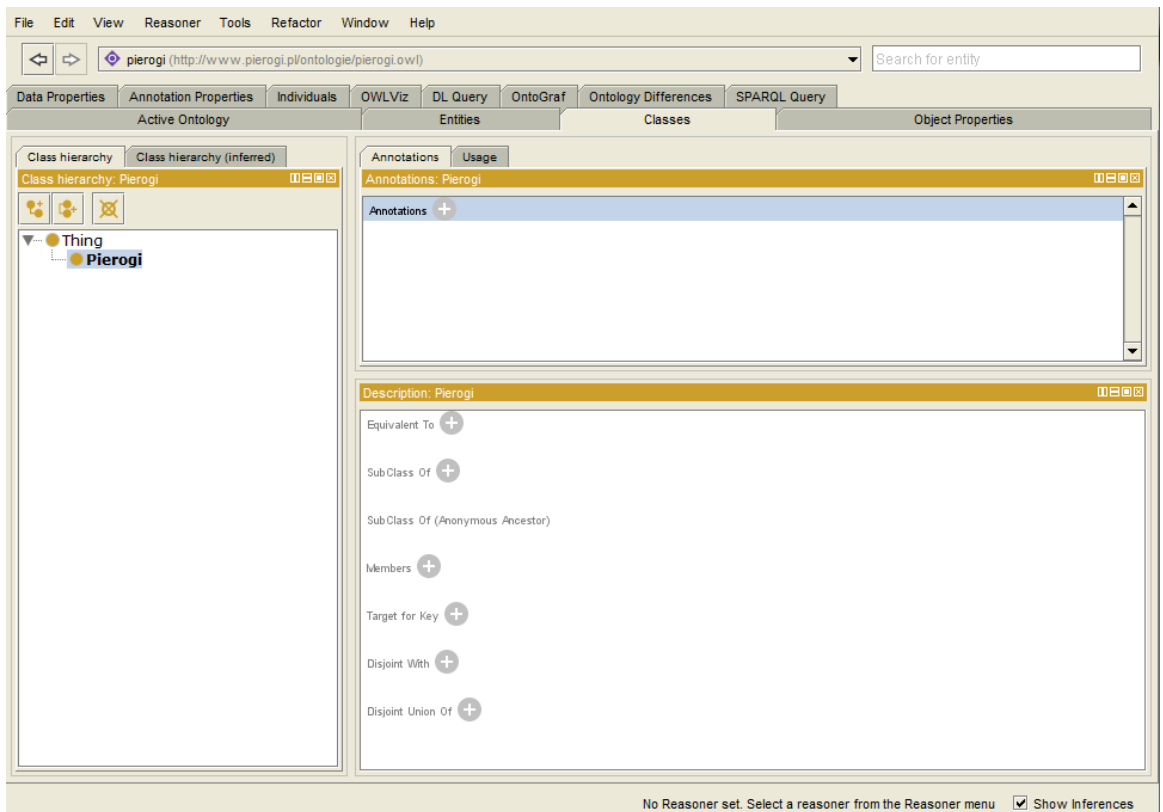 File Edit View Reasoner Tools Refactor Window Help
pierogi (http://www.pierogi.pl/ontologie/pierogi.owl) Search for entity
Data Properties Annotation Properties Individuals OWLViz DL Query OntoGraf Ontology Differences SPARQL Query
Active Ontology Entities Classes Object Properties
Class hierarchy Class hierarchy (inferred)
Class hierarchy: Pierogi
Thing
Pierogi
Annotations Usage
Annotations: Pierogi
Annotations
Description: Pierogi
Equivalent To
SubClass Of
SubClass Of (Anonymous Ancestor)
Members
Target for Key
Disjoint With
Disjoint Union Of
No Reasoner set. Select a reasoner from the Reasoner menu Show Inferences